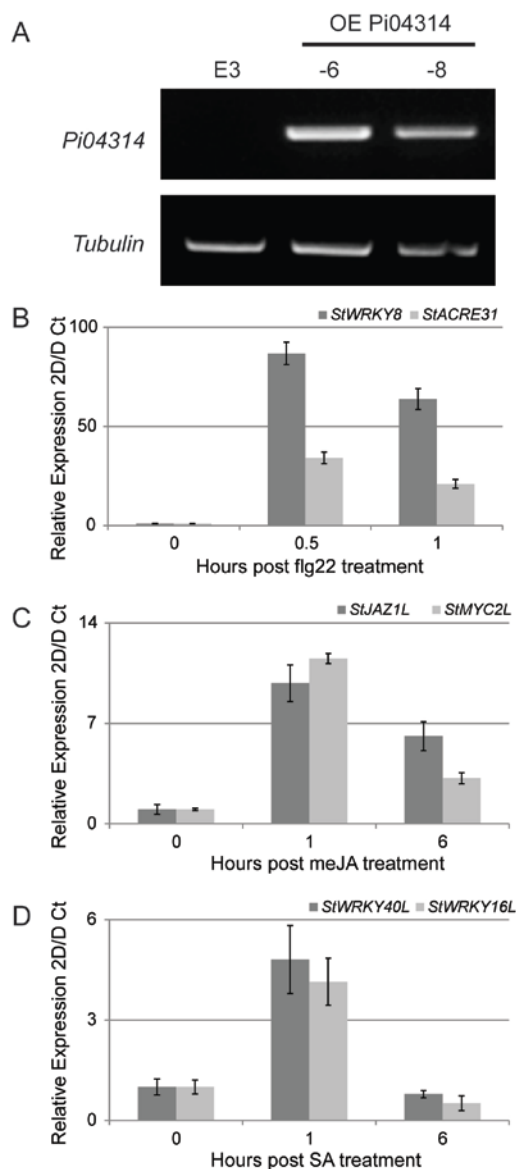 A
OE Pi04314
E3 -6 -8
Pi04314
Tubulin
B
StWRKY8 StACRE31
Relative Expression 2D/D Ct
100
50
0
0 0.5 1
Hours post flg22 treatment
C
StJAZ1L StMYC2L
Relative Expression 2D/D Ct
14
7
0
0 1 6
Hours post meJA treatment
D
StWRKY40L StWRKY16L
Relative Expression 2D/D Ct
6
3
0
0 1 6
Hours post SA treatment